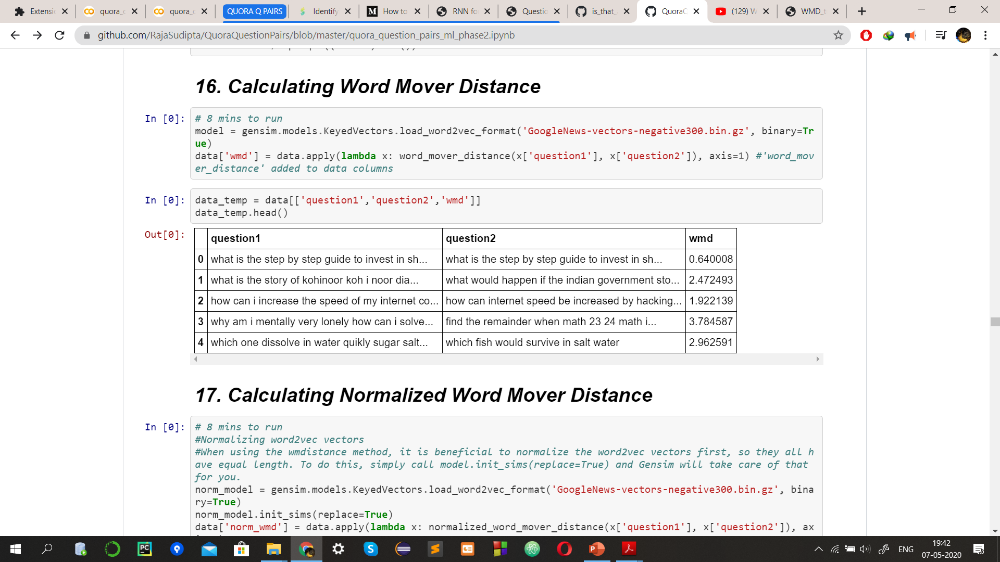 Extensi
quora_
quora_
QUORA Q PAIRS
Identify
How to
RNN fo
Questio
is_that_
QuoraC
(129) W
WMD_t
github.com/RajaSudipta/QuoraQuestionPairs/blob/master/quora_question_pairs_ml_phase2.ipynb
16. Calculating Word Mover Distance
In [0]:
# 8 mins to run
model = gensim.models.KeyedVectors.load_word2vec_format('GoogleNews-vectors-negative300.bin.gz', binary=Tr
ue)
data['wmd'] = data.apply(lambda x: word_mover_distance(x['question1'], x['question2']), axis=1) #'word_mov
er_distance' added to data columns
In [0]:
data_temp = data[['question1','question2','wmd']]
data_temp.head()
Out[0]:
question1 question2 wmd
0 what is the step by step guide to invest in sh... what is the step by step guide to invest in sh... 0.640008
1 what is the story of kohinoor koh i noor dia... what would happen if the indian government sto... 2.472493
2 how can i increase the speed of my internet co... how can internet speed be increased by hacking... 1.922139
3 why am i mentally very lonely how can i solve... find the remainder when math 23 24 math i... 3.784587
4 which one dissolve in water quikly sugar salt... which fish would survive in salt water 2.962591
17. Calculating Normalized Word Mover Distance
In [0]:
# 8 mins to run
#Normalizing word2vec vectors
#When using the wmdistance method, it is beneficial to normalize the word2vec vectors first, so they all h
ave equal length. To do this, simply call model.init_sims(replace=True) and Gensim will take care of that
for you.
norm_model = gensim.models.KeyedVectors.load_word2vec_format('GoogleNews-vectors-negative300.bin.gz', bina
ry=True)
norm_model.init_sims(replace=True)
data['norm_wmd'] = data.apply(lambda x: normalized_word_mover_distance(x['question1'], x['question2']), ax
ENG
19:42
07-05-2020